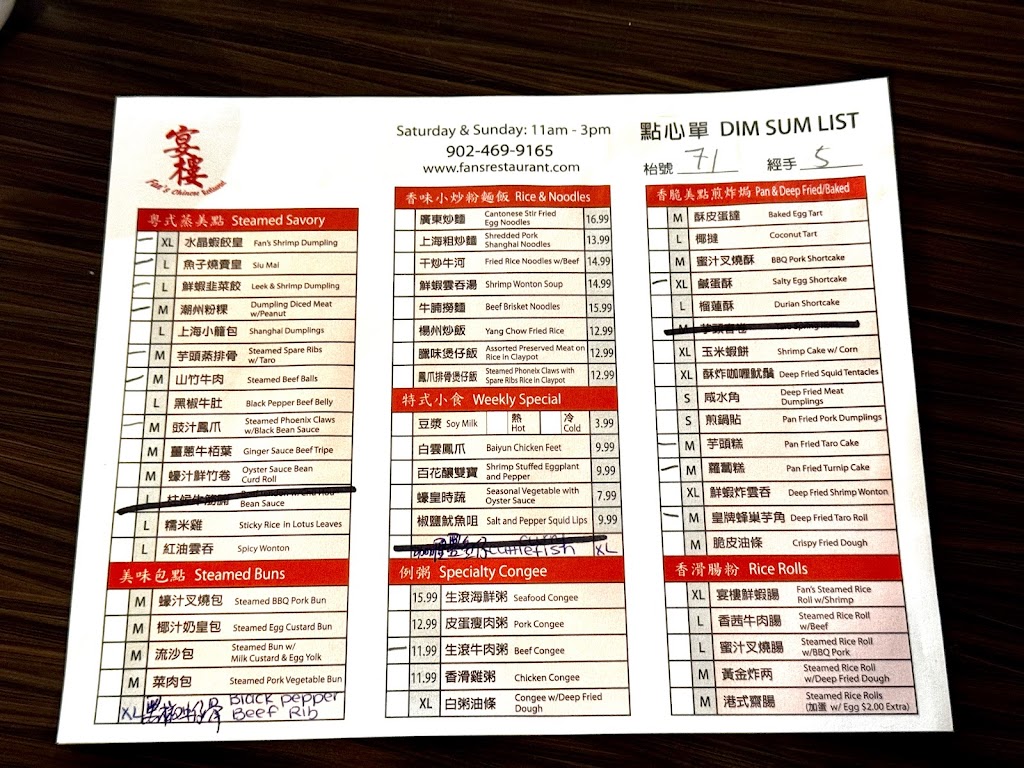 宴樓
Fan's Chinese Restaurant
Saturday & Sunday: 11am - 3pm
902-469-9165
www.fansrestaurant.com
點心單 DIM SUM LIST
枱號 71 經手 5
粵式蒸美點 Steamed Savory
XL 水晶蝦餃皇 Fan's Shrimp Dumpling
L 魚子燒賣皇 Siu Mai
L 鮮蝦韭菜餃 Leek & Shrimp Dumpling
M 潮州粉粿 Dumpling Diced Meat w/Peanut
L 上海小籠包 Shanghai Dumplings
M 芋頭蒸排骨 Steamed Spare Ribs w/ Taro
M 山竹牛肉 Steamed Beef Balls
L 黑椒牛肚 Black Pepper Beef Belly
M 豉汁鳳爪 Steamed Phoenix Claws w/Black Bean Sauce
M 薑蔥牛栢葉 Ginger Sauce Beef Tripe
M 蠔汁鮮竹卷 Oyster Sauce Bean Curd Roll
L Bean Sauce
L 糯米雞 Sticky Rice in Lotus Leaves
L 紅油雲吞 Spicy Wonton
美味包點 Steamed Buns
M 蠔汁叉燒包 Steamed BBQ Pork Bun
M 椰汁奶皇包 Steamed Egg Custard Bun
M 流沙包 Steamed Bun w/ Milk Custard & Egg Yolk
M 菜肉包 Steamed Pork Vegetable Bun
XL Black pepper Beef Rib
香味小炒粉麵飯 Rice & Noodles
廣東炒麵 Cantonese Stir Fried Egg Noodles 16.99
上海粗炒麵 Shredded Pork Shanghai Noodles 13.99
干炒牛河 Fried Rice Noodles w/Beef 14.99
鮮蝦雲吞湯 Shrimp Wonton Soup 14.99
牛腩撈麵 Beef Brisket Noodles 15.99
楊州炒飯 Yang Chow Fried Rice 12.99
臘味煲仔飯 Assorted Preserved Meat on Rice in Claypot 12.99
鳳爪排骨煲仔飯 Steamed Phoneix Claws with Spare Ribs Rice in Claypot 12.99
特式小食 Weekly Special
豆漿 Soy Milk 熱 Hot 冷 Cold 3.99
白雲鳳爪 Baiyun Chicken Feet 9.99
百花釀雙寶 Shrimp Stuffed Eggplant and Pepper 9.99
蠔皇時蔬 Seasonal Vegetable with Oyster Sauce 7.99
椒鹽魷魚咀 Salt and Pepper Squid Lips 9.99
Cuttlefish XL
例粥 Specialty Congee
15.99 生滾海鮮粥 Seafood Congee
12.99 皮蛋瘦肉粥 Pork Congee
11.99 生滾牛肉粥 Beef Congee
11.99 香滑雞粥 Chicken Congee
XL 白粥油條 Congee w/Deep Fried Dough
香脆美點煎炸焗 Pan & Deep Fried/Baked
M 酥皮蛋撻 Baked Egg Tart
L 椰撻 Coconut Tart
M 蜜汁叉燒酥 BBQ Pork Shortcake
XL 鹹蛋酥 Salty Egg Shortcake
L 榴蓮酥 Durian Shortcake
M
XL 玉米蝦餅 Shrimp Cake w/ Corn
XL 酥炸咖喱魷鬚 Deep Fried Squid Tentacles
S 咸水角 Deep Fried Meat Dumplings
S 煎鍋貼 Pan Fried Pork Dumplings
M 芋頭糕 Pan Fried Taro Cake
M 蘿蔔糕 Pan Fried Turnip Cake
XL 鮮蝦炸雲吞 Deep Fried Shrimp Wonton
M 皇牌蜂巢芋角 Deep Fried Taro Roll
M 脆皮油條 Crispy Fried Dough
香滑腸粉 Rice Rolls
XL 宴樓鮮蝦腸 Fan's Steamed Rice Roll w/Shrimp
L 香茜牛肉腸 Steamed Rice Roll w/Beef
L 蜜汁叉燒腸 Steamed Rice Roll w/BBQ Pork
M 黃金炸兩 Steamed Rice Roll w/Deep Fried Dough
M 港式齋腸 Steamed Rice Rolls (加蛋 w/ Egg $2.00 Extra)